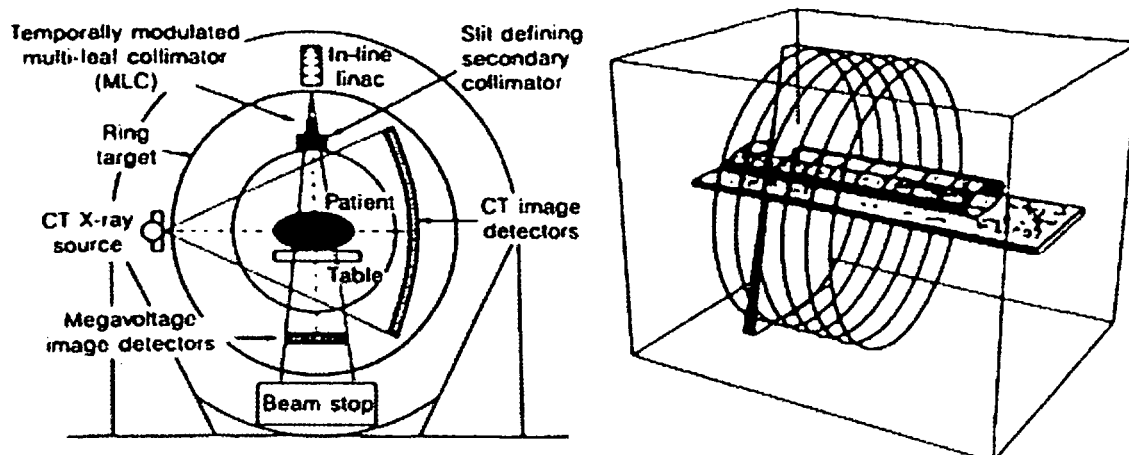 Temporally modulated
multi-leaf collimator
(MLC)
In-line
linac
Slit defining
secondary
collimator
Ring
target
CT X-ray
source
Patient
CT image
detectors
Table
Megavoltage
image detectors
Beam stop